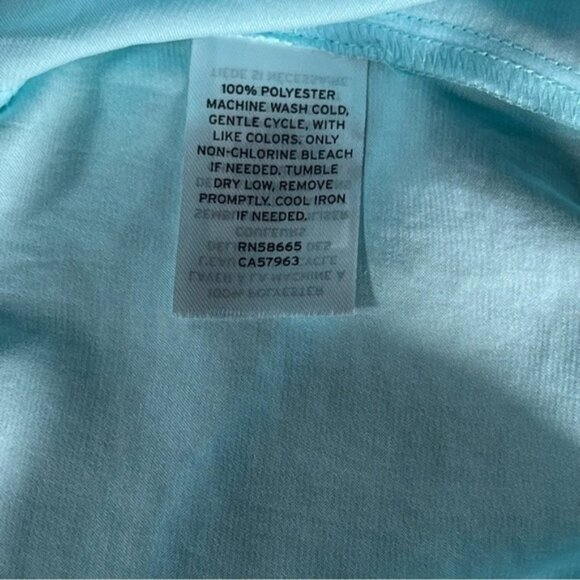 100% POLYESTER
MACHINE WASH COLD,
GENTLE CYCLE, WITH
LIKE COLORS. ONLY
NON-CHLORINE BLEACH
IF NEEDED. TUMBLE
DRY LOW, REMOVE
PROMPTLY. COOL IRON
IF NEEDED.
RN58665
CA57963